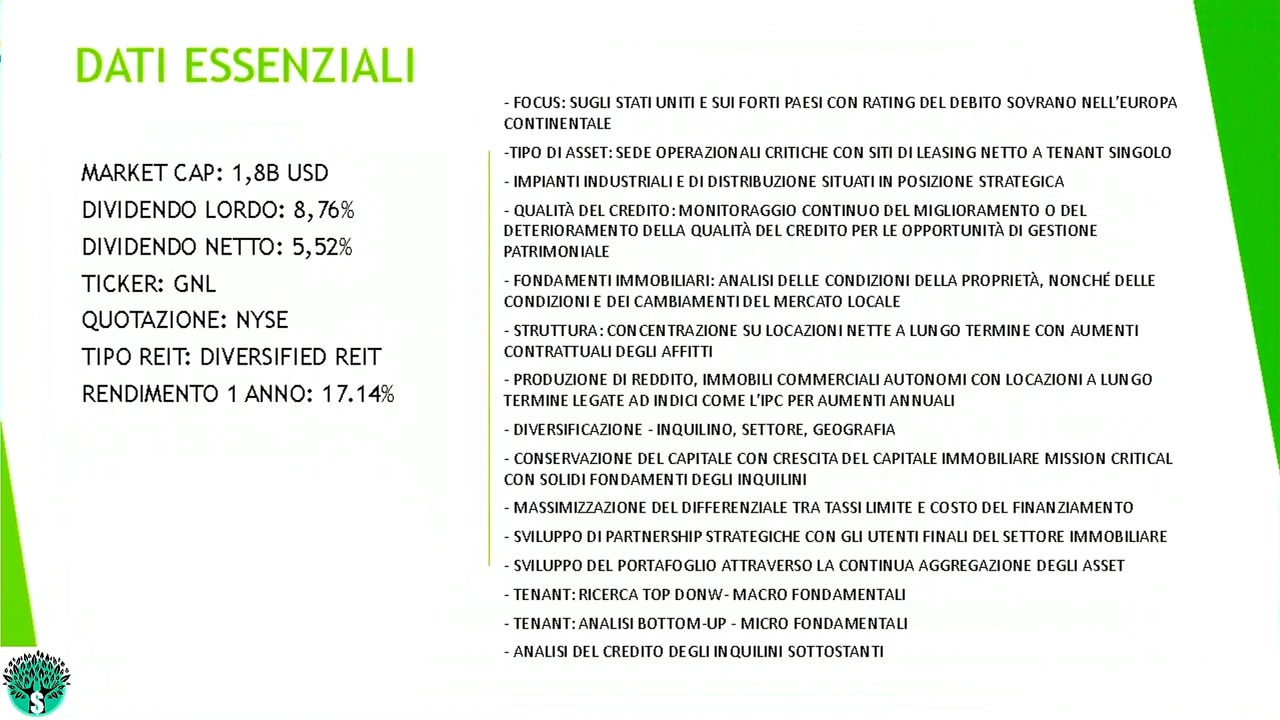 DATI ESSENZIALI
MARKET CAP: 1,8B USD
DIVIDENDO LORDO: 8,76%
DIVIDENDO NETTO: 5,52%
TICKER: GNL
QUOTAZIONE: NYSE
TIPO REIT: DIVERSIFIED REIT
RENDIMENTO 1 ANNO: 17.14%
- FOCUS: SUGLI STATI UNITI E SUI FORTI PAESI CON RATING DEL DEBITO SOVRANO NELL'EUROPA
CONTINENTALE
-TIPO DI ASSET: SEDE OPERAZIONALI CRITICHE CON SITI DI LEASING NETTO A TENANT SINGOLO
- IMPIANTI INDUSTRIALI E DI DISTRIBUZIONE SITUATI IN POSIZIONE STRATEGICA
- QUALITÀ DEL CREDITO: MONITORAGGIO CONTINUO DEL MIGLIORAMENTO O DEL
DETERIORAMENTO DELLA QUALITÀ DEL CREDITO PER LE OPPORTUNITÀ DI GESTIONE
PATRIMONIALE
- FONDAMENTI IMMOBILIARI: ANALISI DELLE CONDIZIONI DELLA PROPRIETÀ, NONCHÉ DELLE
CONDIZIONI E DEI CAMBIAMENTI DEL MERCATO LOCALE
- STRUTTURA: CONCENTRAZIONE SU LOCAZIONI NETTE A LUNGO TERMINE CON AUMENTI
CONTRATTUALI DEGLI AFFITTI
- PRODUZIONE DI REDDITO, IMMOBILI COMMERCIALI AUTONOMI CON LOCAZIONI A LUNGO
TERMINE LEGATE AD INDICI COME L'IPC PER AUMENTI ANNUALI
- DIVERSIFICAZIONE - INQUILINO, SETTORE, GEOGRAFIA
- CONSERVAZIONE DEL CAPITALE CON CRESCITA DEL CAPITALE IMMOBILIARE MISSION CRITICAL
CON SOLIDI FONDAMENTI DEGLI INQUILINI
- MASSIMIZZAZIONE DEL DIFFERENZIALE TRA TASSI LIMITE E COSTO DEL FINANZIAMENTO
- SVILUPPO DI PARTNERSHIP STRATEGICHE CON GLI UTENTI FINALI DEL SETTORE IMMOBILIARE
- SVILUPPO DEL PORTAFOGLIO ATTRAVERSO LA CONTINUA AGGREGAZIONE DEGLI ASSET
- TENANT: RICERCA TOP DONW- MACRO FONDAMENTALI
- TENANT: ANALISI BOTTOM-UP - MICRO FONDAMENTALI
- ANALISI DEL CREDITO DEGLI INQUILINI SOTTOSTANTI
$